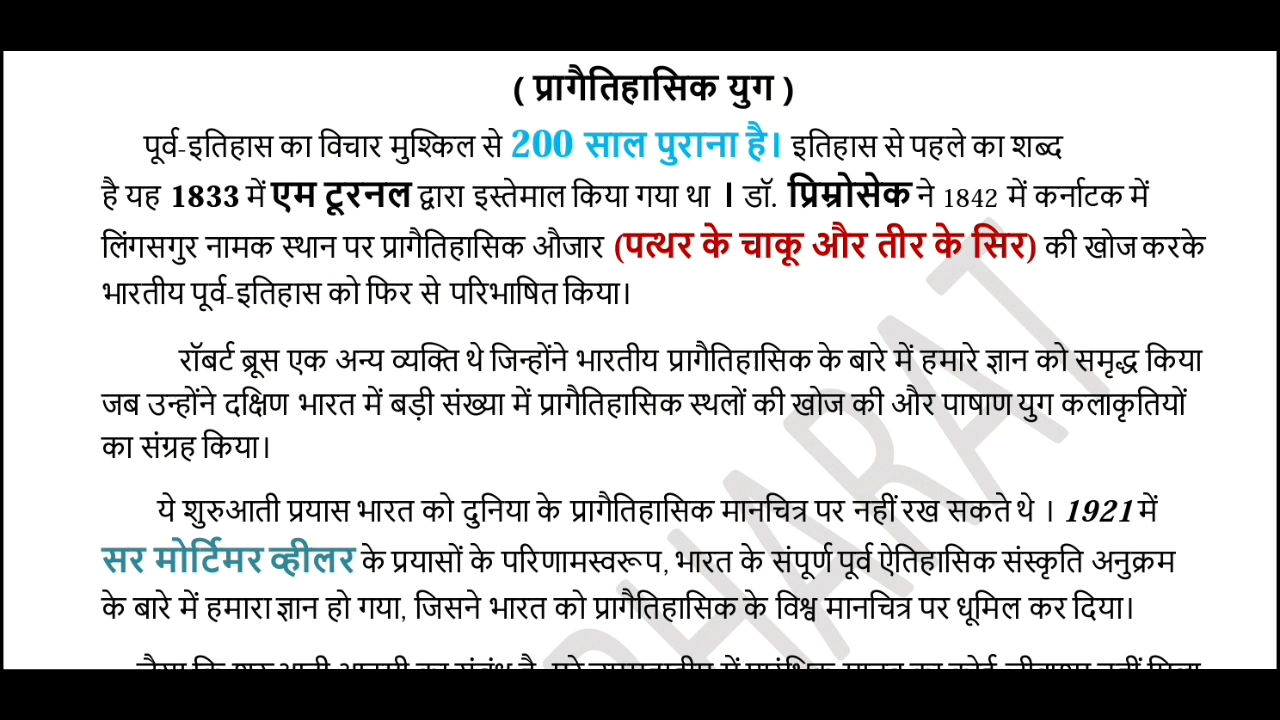 ( प्रागैतिहासिक युग )
पूर्व-इतिहास का विचार मुश्किल से 200 साल पुराना है। इतिहास से पहले का शब्द
है यह 1833 में एम टूरनल द्वारा इस्तेमाल किया गया था । डॉ. प्रिम्रोसेक ने 1842 में कर्नाटक में
लिंगसगुर नामक स्थान पर प्रागैतिहासिक औजार (पत्थर के चाकू और तीर के सिर) की खोज करके
भारतीय पूर्व-इतिहास को फिर से परिभाषित किया।
रॉबर्ट ब्रूस एक अन्य व्यक्ति थे जिन्होंने भारतीय प्रागैतिहासिक के बारे में हमारे ज्ञान को समृद्ध किया
जब उन्होंने दक्षिण भारत में बड़ी संख्या में प्रागैतिहासिक स्थलों की खोज की और पाषाण युग कलाकृतियों
का संग्रह किया।
ये शुरुआती प्रयास भारत को दुनिया के प्रागैतिहासिक मानचित्र पर नहीं रख सकते थे । 1921 में
सर मोर्टिमर व्हीलर के प्रयासों के परिणामस्वरूप, भारत के संपूर्ण पूर्व ऐतिहासिक संस्कृति अनुक्रम
के बारे में हमारा ज्ञान हो गया, जिसने भारत को प्रागैतिहासिक के विश्व मानचित्र पर धूमिल कर दिया।
BHARAT